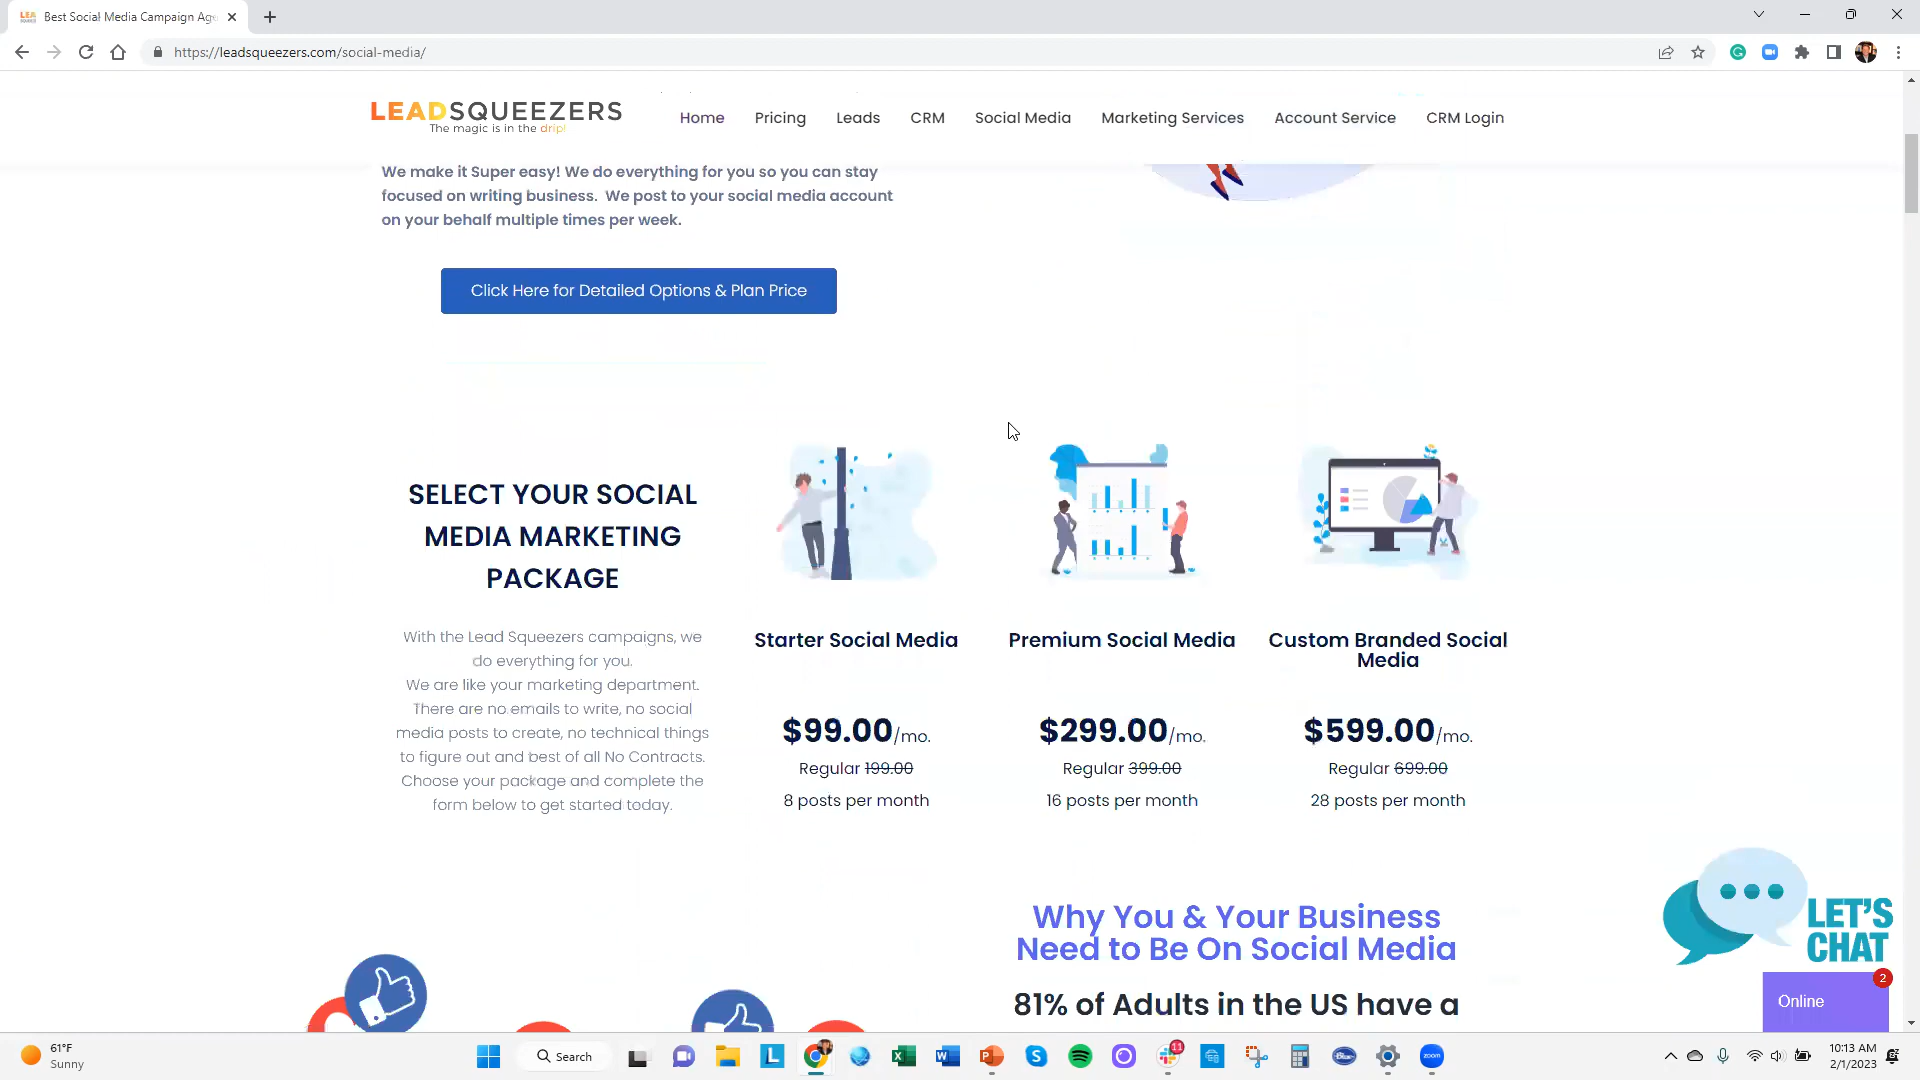 Best Social Media Campaign Age
https://leadsqueezers.com/social-media/
LEADSQUEEZERS
The magic is in the drip!
Home
Pricing
Leads
CRM
Social Media
Marketing Services
Account Service
CRM Login
We make it Super easy! We do everything for you so you can stay
focused on writing business. We post to your social media account
on your behalf multiple times per week.
Click Here for Detailed Options & Plan Price
SELECT YOUR SOCIAL
MEDIA MARKETING
PACKAGE
With the Lead Squeezers campaigns, we
do everything for you.
We are like your marketing department.
There are no emails to write, no social
media posts to create, no technical things
to figure out and best of all No Contracts.
Choose your package and complete the
form below to get started today.
Starter Social Media
$99.00/mo.
Regular 199.00
8 posts per month
Premium Social Media
$299.00/mo.
Regular 399.00
16 posts per month
Custom Branded Social
Media
$599.00/mo.
Regular 699.00
28 posts per month
Why You & Your Business
Need to Be On Social Media
81% of Adults in the US have a
LET'S
CHAT
2
Online
61°F
Sunny
Search
11
zoom
10:13 AM
2/1/2023